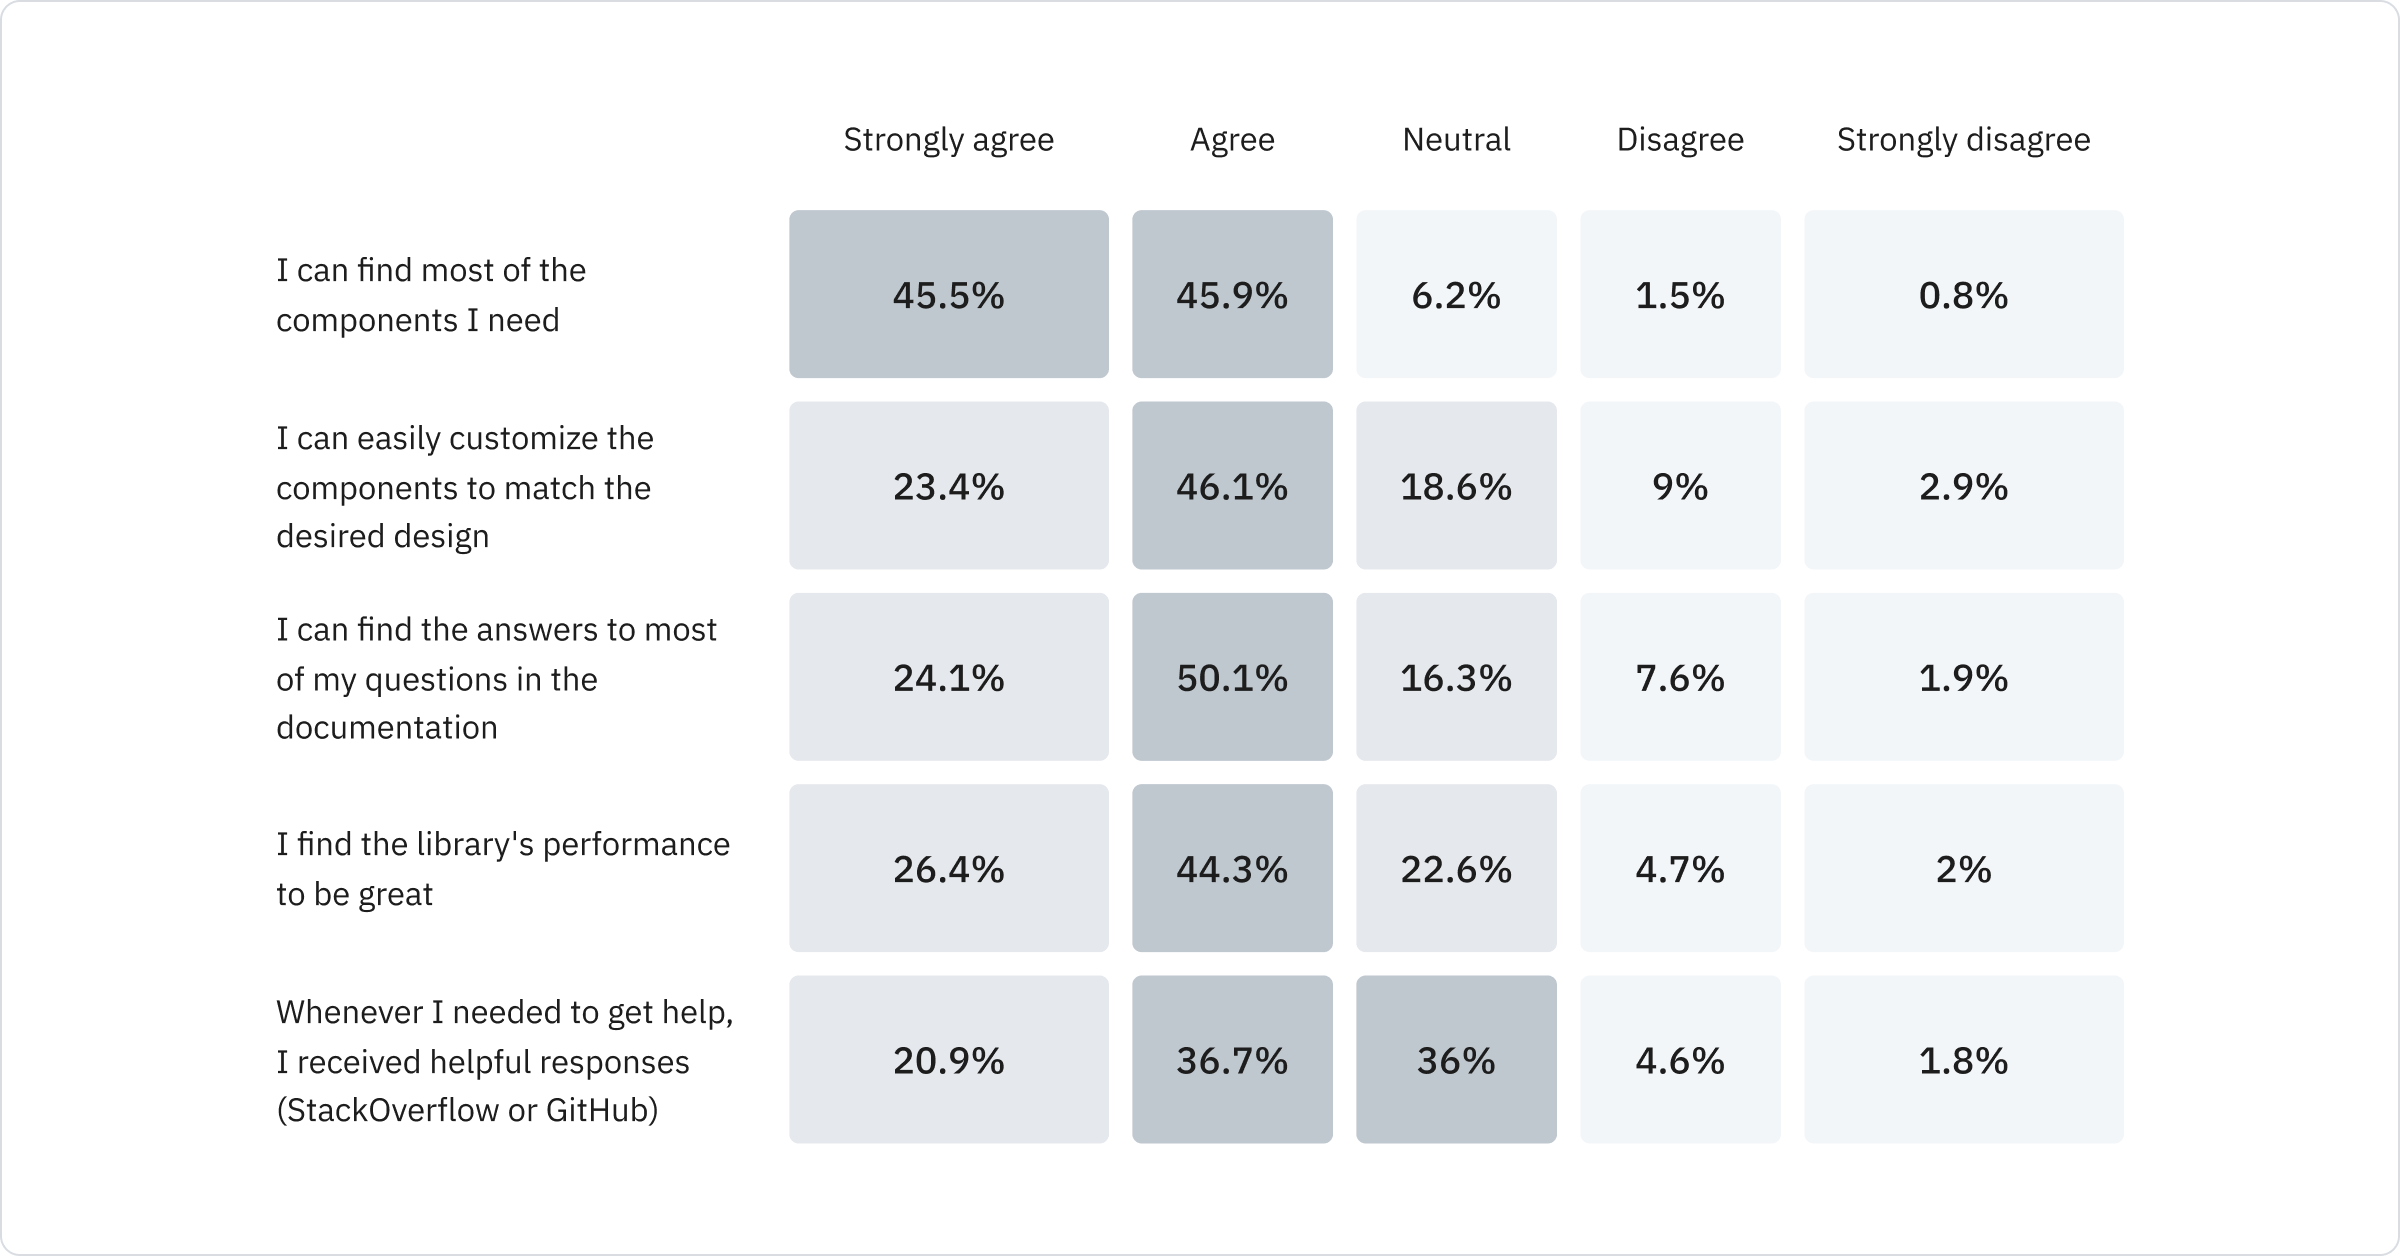 Strongly agree Agree Neutral Disagree Strongly disagree
I can find most of the
components I need
45.5% 45.9% 6.2% 1.5% 0.8%
I can easily customize the
components to match the
desired design
23.4% 46.1% 18.6% 9% 2.9%
I can find the answers to most
of my questions in the
documentation
24.1% 50.1% 16.3% 7.6% 1.9%
I find the library's performance
to be great
26.4% 44.3% 22.6% 4.7% 2%
Whenever I needed to get help,
I received helpful responses
(StackOverflow or GitHub)
20.9% 36.7% 36% 4.6% 1.8%